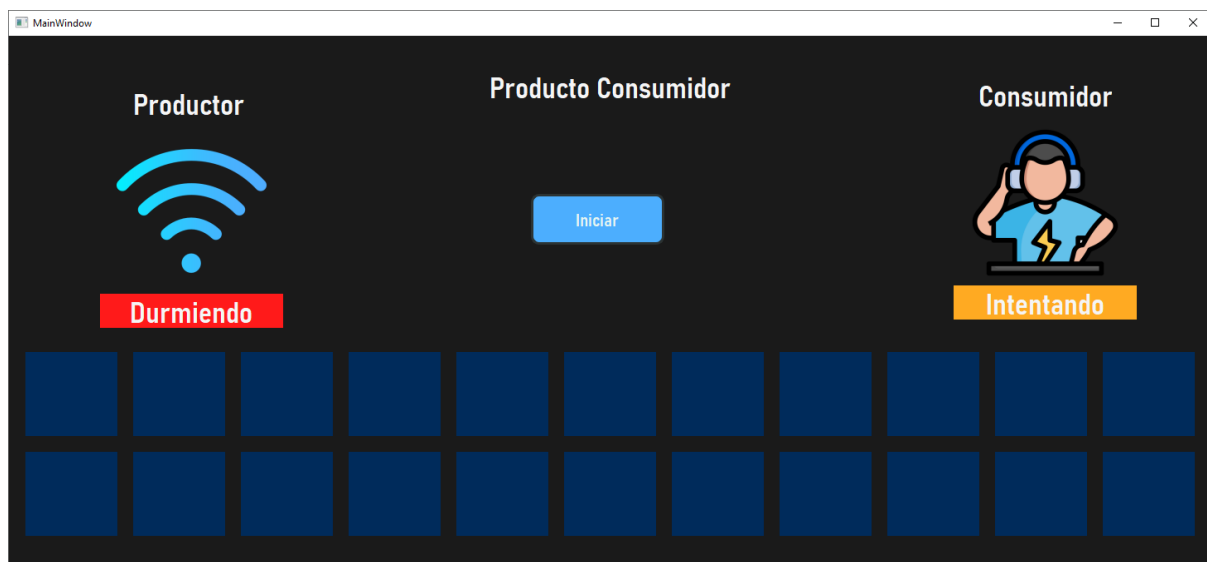 MainWindow
Producto Consumidor
Productor
Consumidor
Iniciar
Durmiendo
Intentando